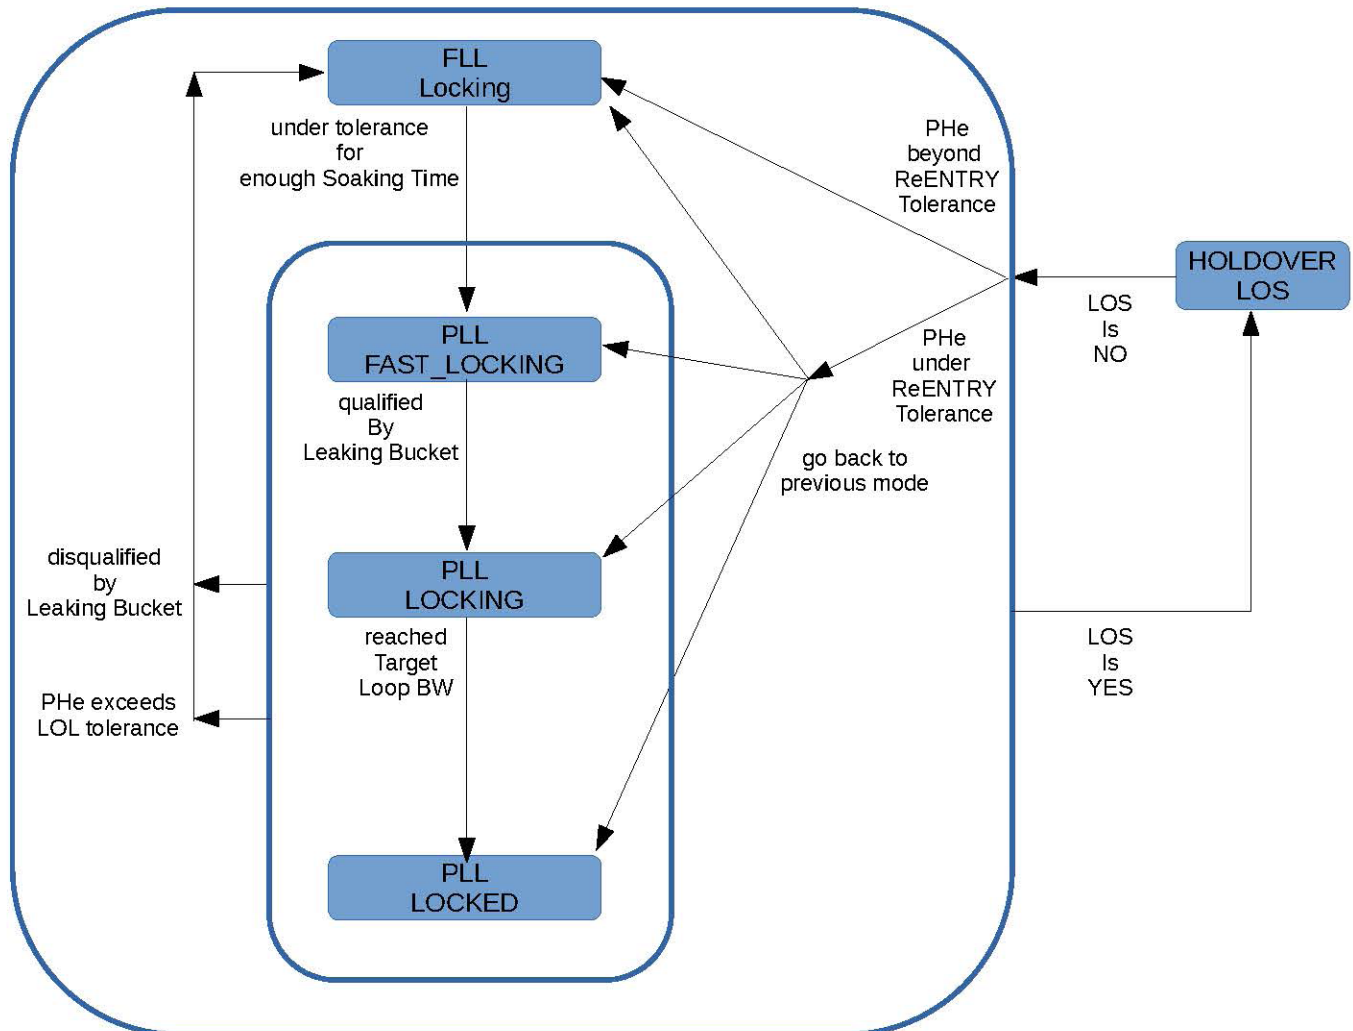 FLL
Locking
under tolerance
for
enough Soaking Time
PHe
beyond
ReENTRY
Tolerance
HOLDOVER
LOS
LOS
Is
NO
PLL
FAST_LOCKING
PHe
under
ReENTRY
Tolerance
qualified
By
Leaking Bucket
go back to
previous mode
disqualified
by
Leaking Bucket
PLL
LOCKING
reached
Target
Loop BW
LOS
Is
YES
PHe exceeds
LOL tolerance
PLL
LOCKED